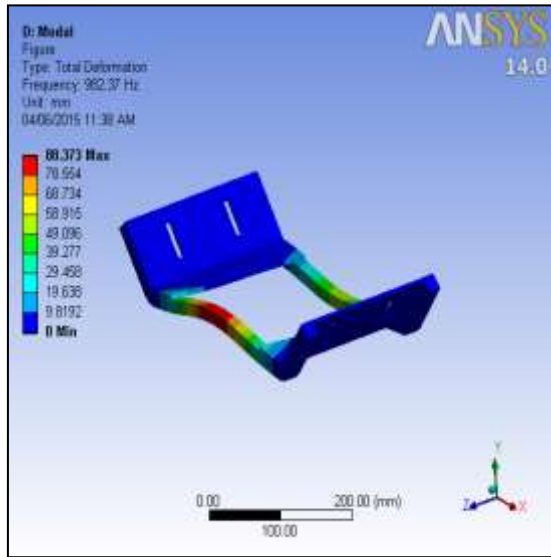 D: Modal
Figure
Type: Total Deformation
Frequency: 982.37 Hz
Unit: mm
04/06/2015 11:38 AM
88.373 Max
78.554
68.734
58.915
49.096
39.277
29.458
19.638
9.8192
0 Min
ANSYS
14.0
0.00
200.00 (mm)
100.00
Y
Z
X